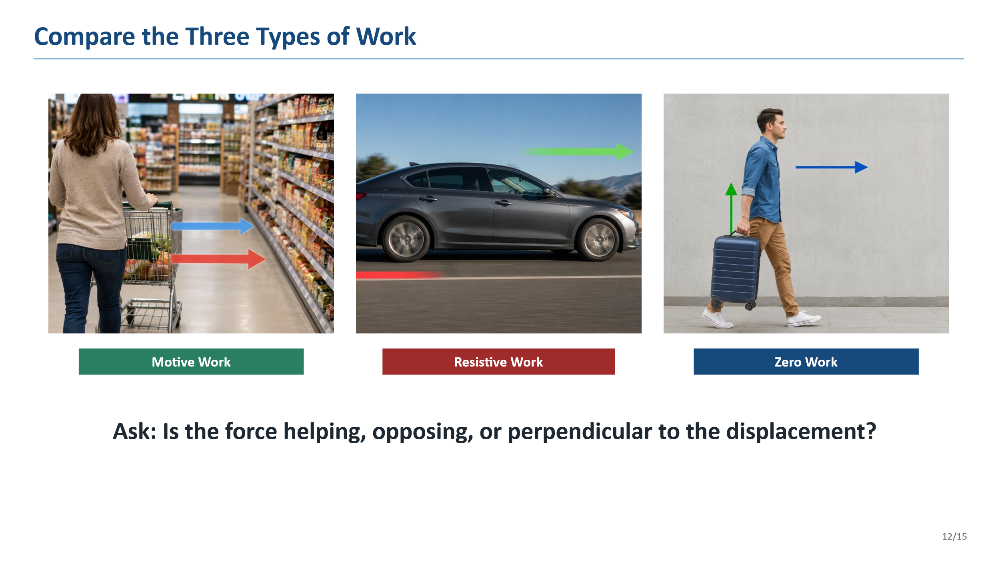 Compare the Three Types of Work
Motive Work
Resistive Work
Zero Work
Ask: Is the force helping, opposing, or perpendicular to the displacement?
12/15